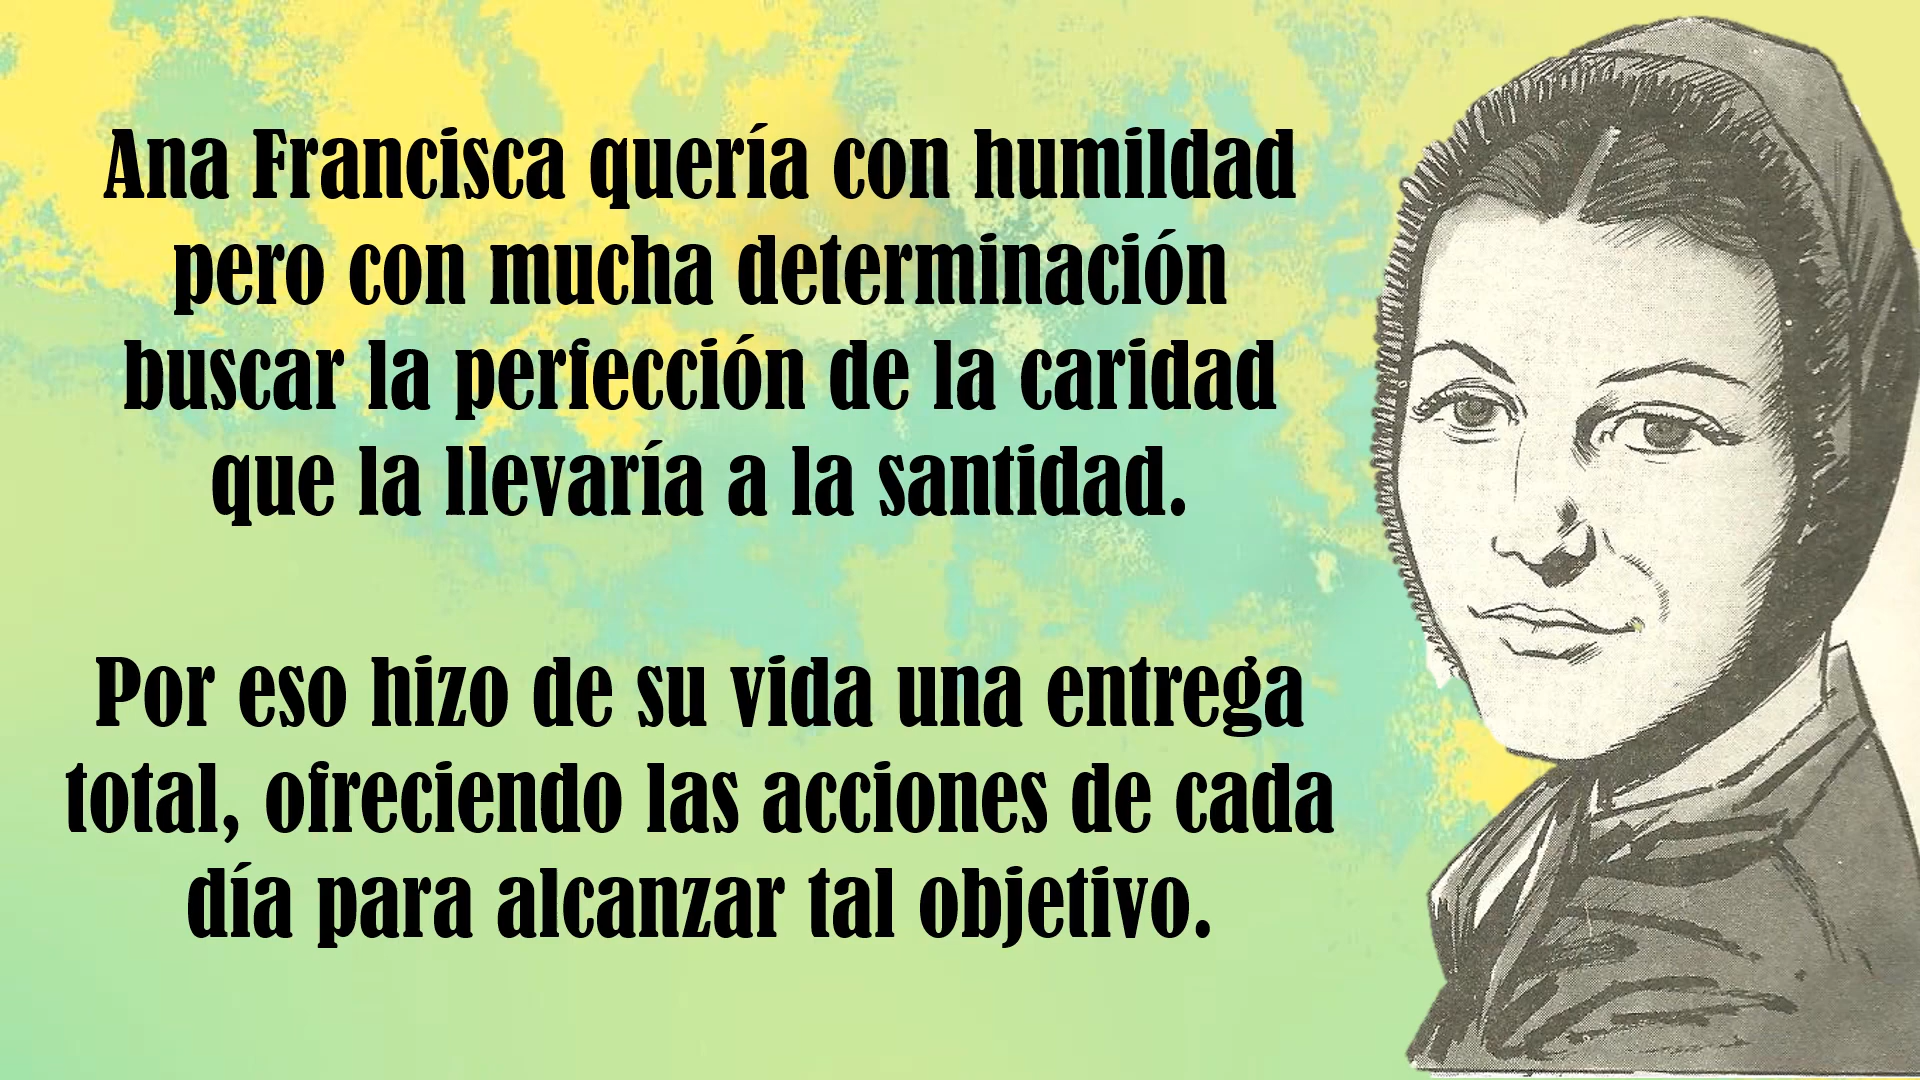 Ana Francisca quería con humildad
pero con mucha determinación
buscar la perfección de la caridad
que la llevaría a la santidad.
Por eso hizo de su vida una entrega
total, ofreciendo las acciones de cada
día para alcanzar tal objetivo.